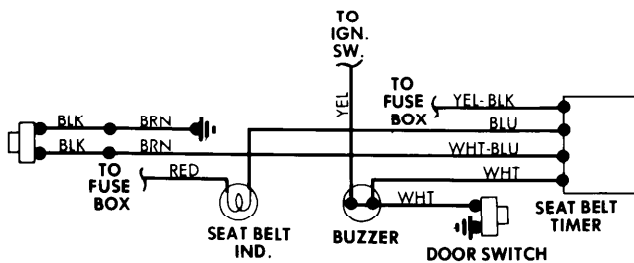 TO
IGN.
SW.
YEL
TO
FUSE
BOX
YEL-BLK
BLK
BRN
BLU
BLK
BRN
WHT-BLU
TO
FUSE
BOX
RED
WHT
WHT
SEAT BELT
IND.
BUZZER
DOOR SWITCH
SEAT BELT
TIMER